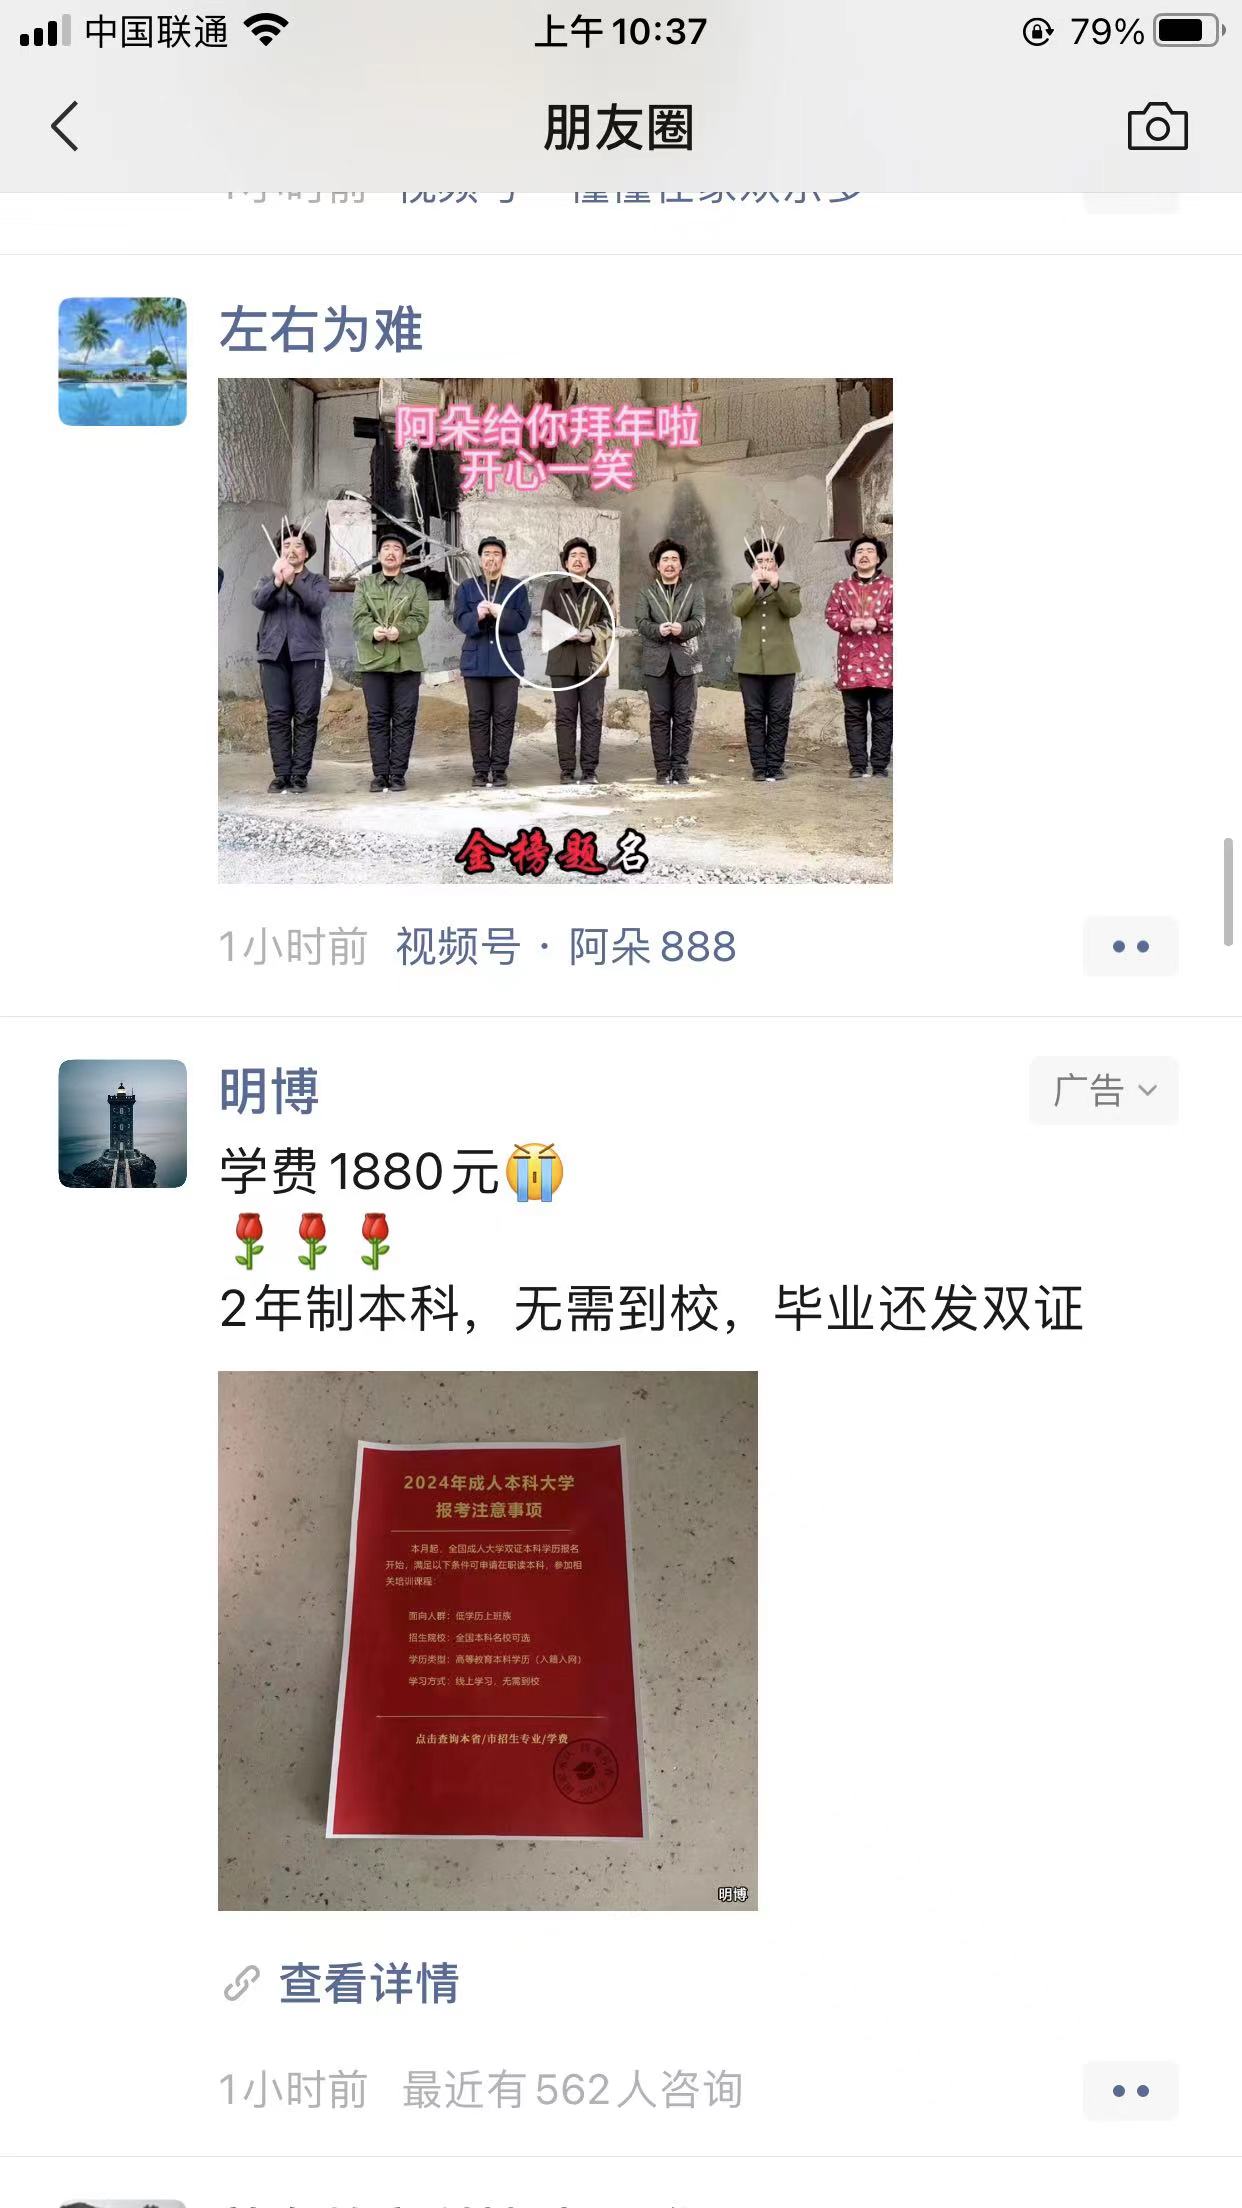 中国联通
上午10:37
79%
朋友圈
1小时前 视频号
左右为难
阿朵给你拜年啦
开心一笑
金榜题名
1小时前 视频号 · 阿朵888
明博
广告
学费1880元😭
🌹🌹🌹
2年制本科，无需到校，毕业还发双证
2024年成人本科大学
报考注意事项
本月起，全国成人大学双证本科学历报名
开始，满足以下条件可申请在职读本科，参加相
关培训课程：
面向人群：低学历上班族
招生院校：全国本科名校可选
学历类型：高等教育本科学历（入籍入网）
学习方式：线上学习，无需到校
点击查询本省/市招生专业/学费
明博
查看详情
1小时前 最近有562人咨询